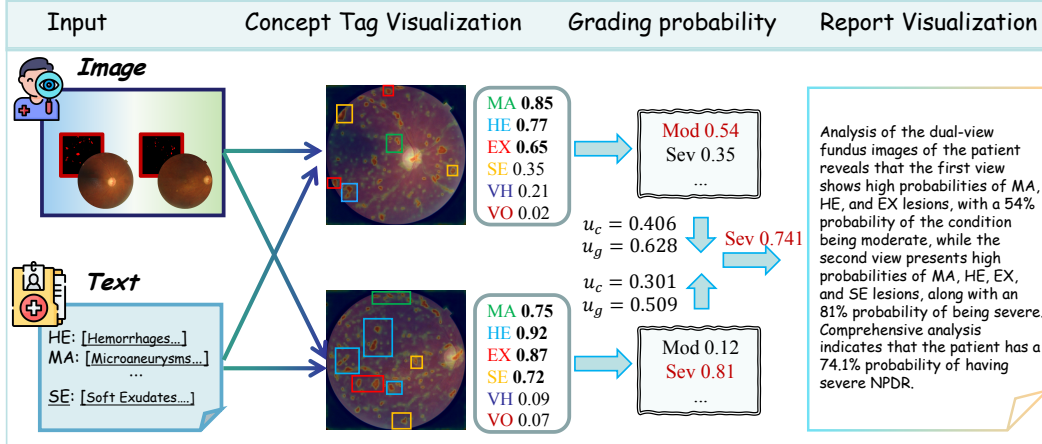 Input
Concept Tag Visualization
Grading probability
Report Visualization
Image
Text
HE: [Hemorrhages...]
MA: [Microaneurysms...]
...
SE: [Soft Exudates....]
MA 0.85
HE 0.77
EX 0.65
SE 0.35
VH 0.21
VO 0.02
MA 0.75
HE 0.92
EX 0.87
SE 0.72
VH 0.09
VO 0.07
Mod 0.54
Sev 0.35
...
u_c = 0.406
u_g = 0.628
Sev 0.741
u_c = 0.301
u_g = 0.509
Mod 0.12
Sev 0.81
...
Analysis of the dual-view
fundus images of the patient
reveals that the first view
shows high probabilities of MA,
HE, and EX lesions, with a 54%
probability of the condition
being moderate, while the
second view presents high
probabilities of MA, HE, EX,
and SE lesions, along with an
81% probability of being severe.
Comprehensive analysis
indicates that the patient has a
74.1% probability of having
severe NPDR.